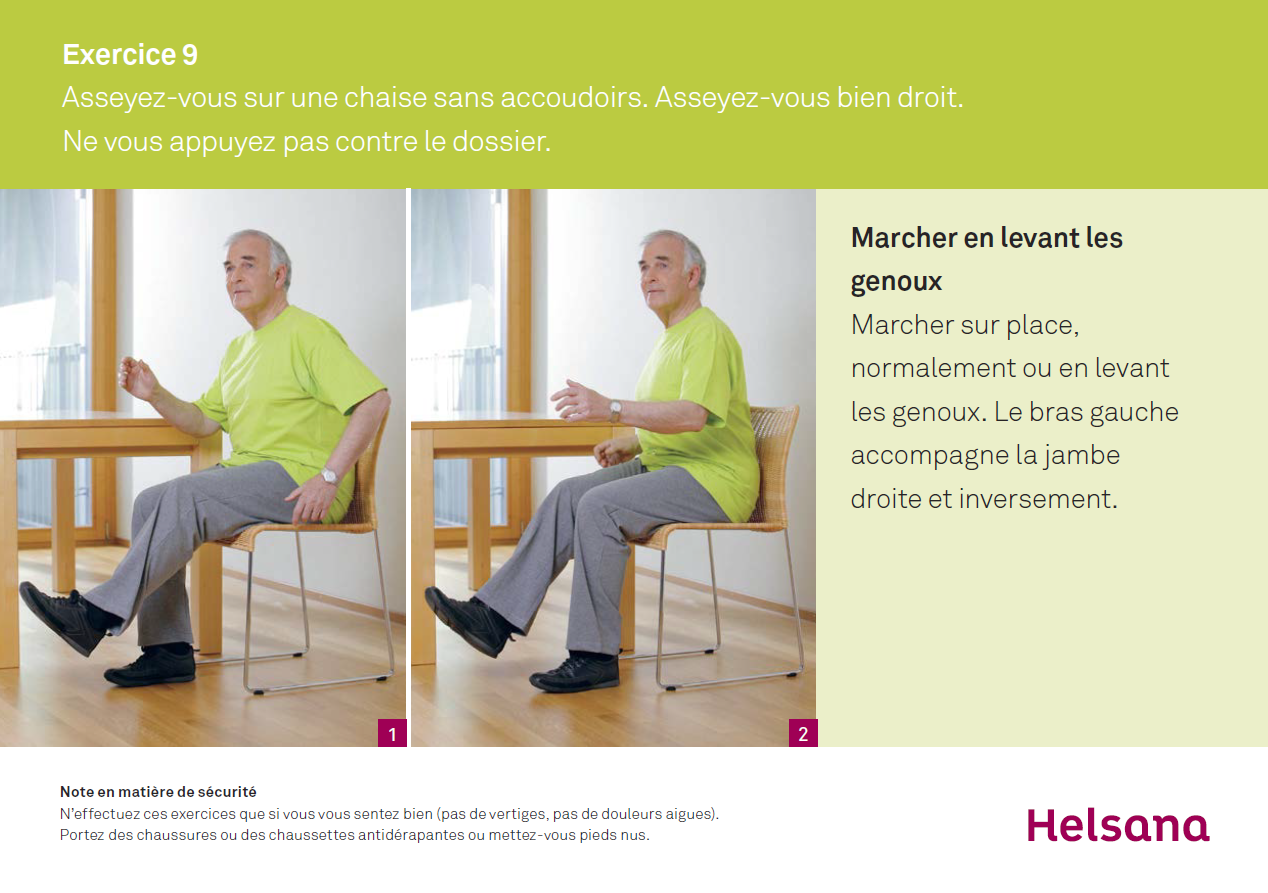 Exercice 9
Asseyez-vous sur une chaise sans accoudoirs. Asseyez-vous bien droit.
Ne vous appuyez pas contre le dossier.
Marcher en levant les
genoux
Marcher sur place,
normalement ou en levant
les genoux. Le bras gauche
accompagne la jambe
droite et inversement.
1
2
Note en matière de sécurité
N'effectuez ces exercices que si vous vous sentez bien (pas de vertiges, pas de douleurs aigues).
Portez des chaussures ou des chaussettes antidérapantes ou mettez-vous pieds nus.
Helsana